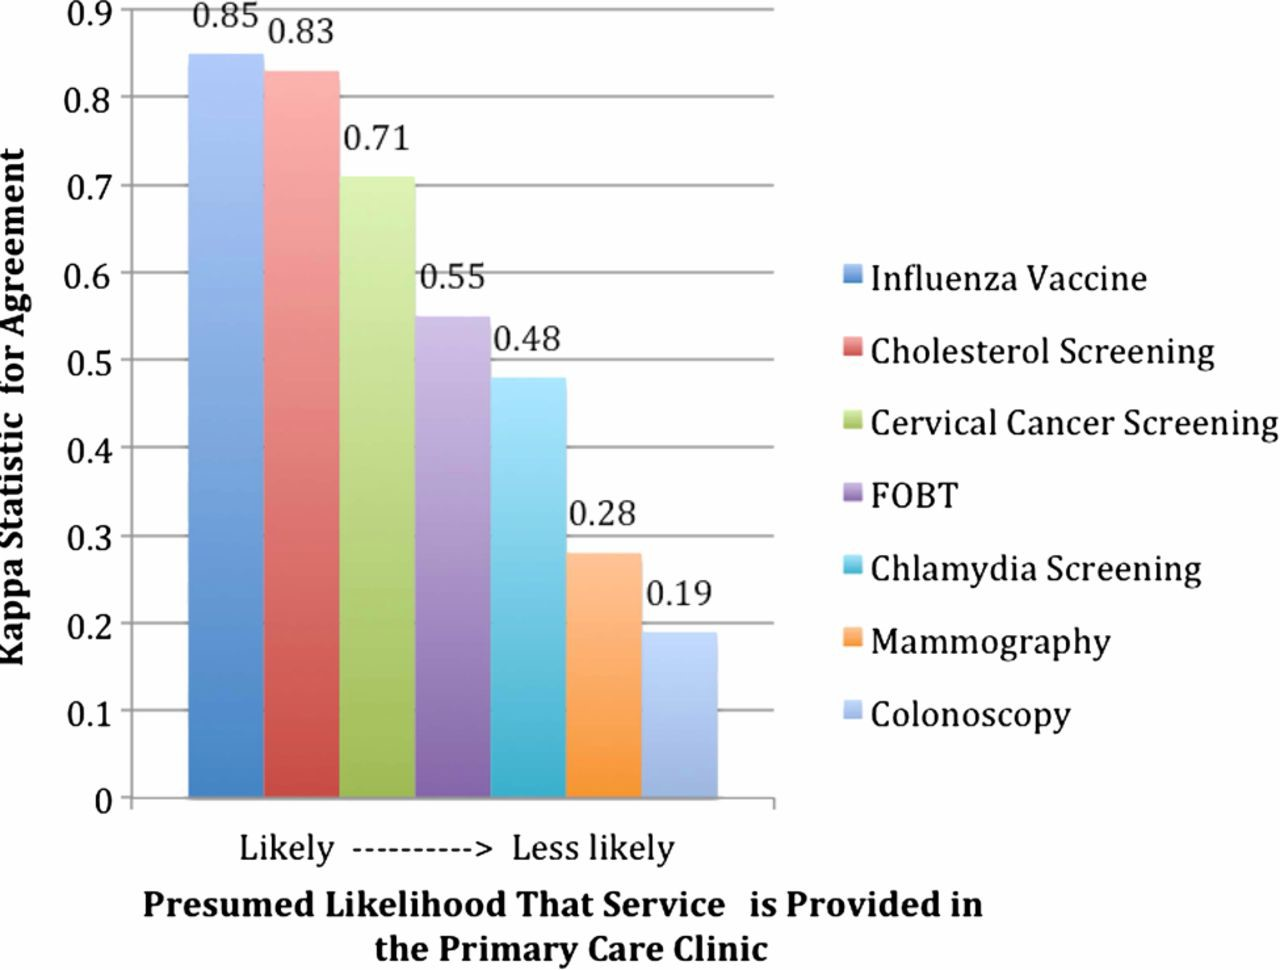 Kappa Statistic for Agreement
0.9
0.8
0.7
0.6
0.5
0.4
0.3
0.2
0.1
0
0.85
0.83
0.71
0.55
0.48
0.28
0.19
Influenza Vaccine
Cholesterol Screening
Cervical Cancer Screening
FOBT
Chlamydia Screening
Mammography
Colonoscopy
Likely ----------> Less likely
Presumed Likelihood That Service is Provided in
the Primary Care Clinic